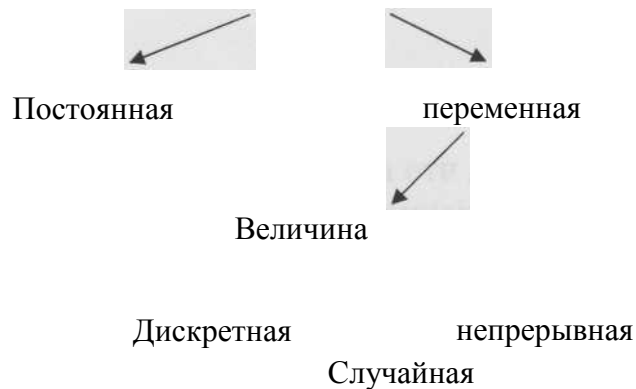 Постоянная переменная
Величина
Дискретная непрерывная
Случайная